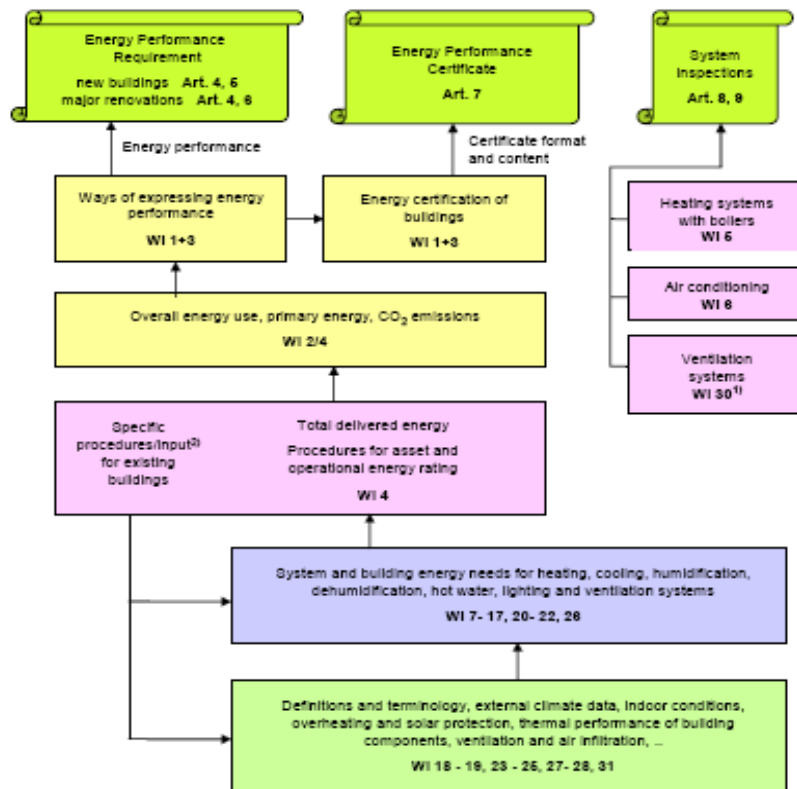 Energy Performance
Requirement
new buildings Art. 4, 5
major renovations Art. 4, 6
Energy Performance
Certificate
Art. 7
System
Inspections
Art. 8, 9
Energy performance
Certificate format
and content
Ways of expressing energy
performance
WI 1+3
Energy certification of
buildings
WI 1+3
Heating systems
with boilers
WI 5
Air conditioning
WI 6
Ventilation
systems
WI 30¹⁾
Overall energy use, primary energy, CO₂ emissions
WI 2/4
Specific
procedures/input²⁾
for existing
buildings
Total delivered energy
Procedures for asset and
operational energy rating
WI 4
System and building energy needs for heating, cooling, humidification,
dehumidification, hot water, lighting and ventilation systems
WI 7- 17, 20- 22, 26
Definitions and terminology, external climate data, indoor conditions,
overheating and solar protection, thermal performance of building
components, ventilation and air infiltration, ...
WI 18 - 19, 23 - 25, 27- 28, 31